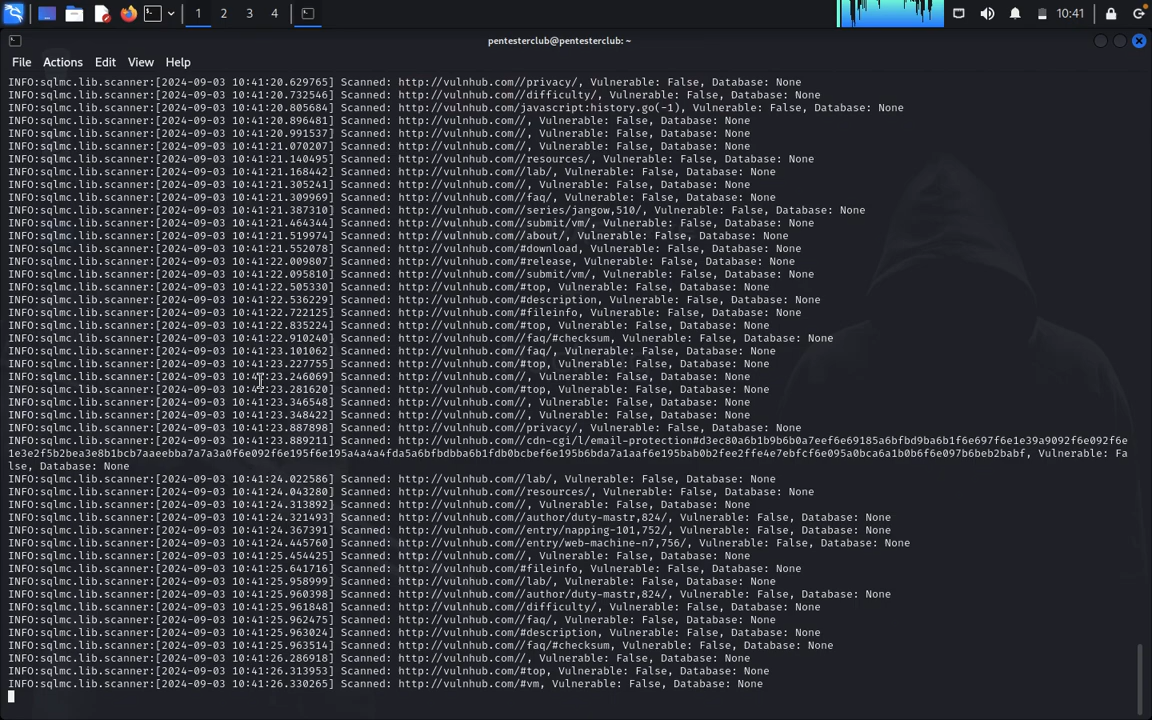 1 2 3 4 10:41
pentesterclub@pentesterclub: ~
File Actions Edit View Help
INFO:sqlmc.lib.scanner:[2024-09-03 10:41:20.629765] Scanned: http://vulnhub.com//privacy/, Vulnerable: False, Database: None
INFO:sqlmc.lib.scanner:[2024-09-03 10:41:20.732546] Scanned: http://vulnhub.com//difficulty/, Vulnerable: False, Database: None
INFO:sqlmc.lib.scanner:[2024-09-03 10:41:20.805684] Scanned: http://vulnhub.com/javascript:history.go(-1), Vulnerable: False, Database: None
INFO:sqlmc.lib.scanner:[2024-09-03 10:41:20.896481] Scanned: http://vulnhub.com//, Vulnerable: False, Database: None
INFO:sqlmc.lib.scanner:[2024-09-03 10:41:20.991537] Scanned: http://vulnhub.com//, Vulnerable: False, Database: None
INFO:sqlmc.lib.scanner:[2024-09-03 10:41:21.070207] Scanned: http://vulnhub.com//, Vulnerable: False, Database: None
INFO:sqlmc.lib.scanner:[2024-09-03 10:41:21.140495] Scanned: http://vulnhub.com//resources/, Vulnerable: False, Database: None
INFO:sqlmc.lib.scanner:[2024-09-03 10:41:21.168442] Scanned: http://vulnhub.com//lab/, Vulnerable: False, Database: None
INFO:sqlmc.lib.scanner:[2024-09-03 10:41:21.305241] Scanned: http://vulnhub.com//, Vulnerable: False, Database: None
INFO:sqlmc.lib.scanner:[2024-09-03 10:41:21.309969] Scanned: http://vulnhub.com//faq/, Vulnerable: False, Database: None
INFO:sqlmc.lib.scanner:[2024-09-03 10:41:21.387310] Scanned: http://vulnhub.com//series/jangow,510/, Vulnerable: False, Database: None
INFO:sqlmc.lib.scanner:[2024-09-03 10:41:21.464344] Scanned: http://vulnhub.com//submit/vm/, Vulnerable: False, Database: None
INFO:sqlmc.lib.scanner:[2024-09-03 10:41:21.519974] Scanned: http://vulnhub.com//about/, Vulnerable: False, Database: None
INFO:sqlmc.lib.scanner:[2024-09-03 10:41:21.552078] Scanned: http://vulnhub.com/#download, Vulnerable: False, Database: None
INFO:sqlmc.lib.scanner:[2024-09-03 10:41:22.009807] Scanned: http://vulnhub.com/#release, Vulnerable: False, Database: None
INFO:sqlmc.lib.scanner:[2024-09-03 10:41:22.095810] Scanned: http://vulnhub.com//submit/vm/, Vulnerable: False, Database: None
INFO:sqlmc.lib.scanner:[2024-09-03 10:41:22.505330] Scanned: http://vulnhub.com/#top, Vulnerable: False, Database: None
INFO:sqlmc.lib.scanner:[2024-09-03 10:41:22.536229] Scanned: http://vulnhub.com/#description, Vulnerable: False, Database: None
INFO:sqlmc.lib.scanner:[2024-09-03 10:41:22.722125] Scanned: http://vulnhub.com/#fileinfo, Vulnerable: False, Database: None
INFO:sqlmc.lib.scanner:[2024-09-03 10:41:22.835224] Scanned: http://vulnhub.com/#top, Vulnerable: False, Database: None
INFO:sqlmc.lib.scanner:[2024-09-03 10:41:22.910240] Scanned: http://vulnhub.com//faq/#checksum, Vulnerable: False, Database: None
INFO:sqlmc.lib.scanner:[2024-09-03 10:41:23.101062] Scanned: http://vulnhub.com//faq/, Vulnerable: False, Database: None
INFO:sqlmc.lib.scanner:[2024-09-03 10:41:23.227755] Scanned: http://vulnhub.com/#top, Vulnerable: False, Database: None
INFO:sqlmc.lib.scanner:[2024-09-03 10:41:23.246069] Scanned: http://vulnhub.com//, Vulnerable: False, Database: None
INFO:sqlmc.lib.scanner:[2024-09-03 10:41:23.281620] Scanned: http://vulnhub.com/#top, Vulnerable: False, Database: None
INFO:sqlmc.lib.scanner:[2024-09-03 10:41:23.346548] Scanned: http://vulnhub.com//, Vulnerable: False, Database: None
INFO:sqlmc.lib.scanner:[2024-09-03 10:41:23.348422] Scanned: http://vulnhub.com//, Vulnerable: False, Database: None
INFO:sqlmc.lib.scanner:[2024-09-03 10:41:23.887898] Scanned: http://vulnhub.com//privacy/, Vulnerable: False, Database: None
INFO:sqlmc.lib.scanner:[2024-09-03 10:41:23.889211] Scanned: http://vulnhub.com//cdn-cgi/l/email-protection#d3ec80a6b1b9b6b0a7eef6e69185a6bfbd9ba6b1f6e697f6e1e39a9092f6e092f6e
1e3e2f5b2bea3e8b1bcb7aaeebba7a7a3a0f6e092f6e195f6e195a4a4a4fda5a6bfbdbba6b1fdb0bcbef6e195b6bda7a1aaf6e195bab0b2fee2ffe4e7ebfcf6e095a0bca6a1b0b6f6e097b6beb2babf, Vulnerable: Fa
lse, Database: None
INFO:sqlmc.lib.scanner:[2024-09-03 10:41:24.022586] Scanned: http://vulnhub.com//lab/, Vulnerable: False, Database: None
INFO:sqlmc.lib.scanner:[2024-09-03 10:41:24.043280] Scanned: http://vulnhub.com//resources/, Vulnerable: False, Database: None
INFO:sqlmc.lib.scanner:[2024-09-03 10:41:24.313892] Scanned: http://vulnhub.com//, Vulnerable: False, Database: None
INFO:sqlmc.lib.scanner:[2024-09-03 10:41:24.321493] Scanned: http://vulnhub.com//author/duty-mastr,824/, Vulnerable: False, Database: None
INFO:sqlmc.lib.scanner:[2024-09-03 10:41:24.367391] Scanned: http://vulnhub.com//entry/napping-101,752/, Vulnerable: False, Database: None
INFO:sqlmc.lib.scanner:[2024-09-03 10:41:24.445760] Scanned: http://vulnhub.com//entry/web-machine-n7,756/, Vulnerable: False, Database: None
INFO:sqlmc.lib.scanner:[2024-09-03 10:41:25.454425] Scanned: http://vulnhub.com//, Vulnerable: False, Database: None
INFO:sqlmc.lib.scanner:[2024-09-03 10:41:25.641716] Scanned: http://vulnhub.com/#fileinfo, Vulnerable: False, Database: None
INFO:sqlmc.lib.scanner:[2024-09-03 10:41:25.958999] Scanned: http://vulnhub.com//lab/, Vulnerable: False, Database: None
INFO:sqlmc.lib.scanner:[2024-09-03 10:41:25.960398] Scanned: http://vulnhub.com//author/duty-mastr,824/, Vulnerable: False, Database: None
INFO:sqlmc.lib.scanner:[2024-09-03 10:41:25.961848] Scanned: http://vulnhub.com//difficulty/, Vulnerable: False, Database: None
INFO:sqlmc.lib.scanner:[2024-09-03 10:41:25.962475] Scanned: http://vulnhub.com//faq/, Vulnerable: False, Database: None
INFO:sqlmc.lib.scanner:[2024-09-03 10:41:25.963024] Scanned: http://vulnhub.com/#description, Vulnerable: False, Database: None
INFO:sqlmc.lib.scanner:[2024-09-03 10:41:25.963514] Scanned: http://vulnhub.com//faq/#checksum, Vulnerable: False, Database: None
INFO:sqlmc.lib.scanner:[2024-09-03 10:41:26.286918] Scanned: http://vulnhub.com//, Vulnerable: False, Database: None
INFO:sqlmc.lib.scanner:[2024-09-03 10:41:26.313953] Scanned: http://vulnhub.com/#top, Vulnerable: False, Database: None
INFO:sqlmc.lib.scanner:[2024-09-03 10:41:26.330265] Scanned: http://vulnhub.com/#vm, Vulnerable: False, Database: None